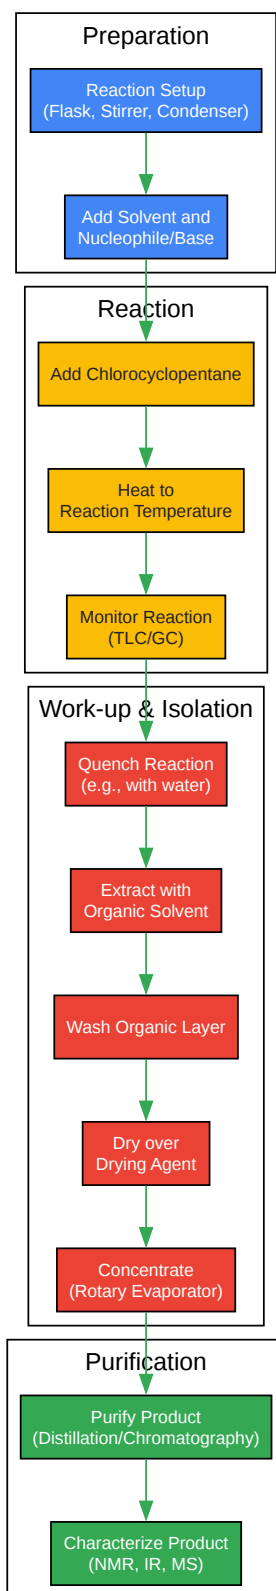 Preparation
Reaction Setup
(Flask, Stirrer, Condenser)
Add Solvent and
Nucleophile/Base
Reaction
Add Chlorocyclopentane
Heat to
Reaction Temperature
Monitor Reaction
(TLC/GC)
Work-up & Isolation
Quench Reaction
(e.g., with water)
Extract with
Organic Solvent
Wash Organic Layer
Dry over
Drying Agent
Concentrate
(Rotary Evaporator)
Purification
Purify Product
(Distillation/Chromatography)
Characterize Product
(NMR, IR, MS)